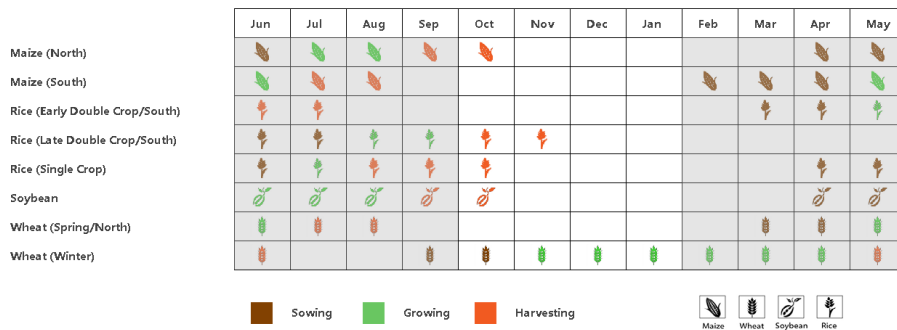 Jun Jul Aug Sep Oct Nov Dec Jan Feb Mar Apr May
Maize (North)
Maize (South)
Rice (Early Double Crop/South)
Rice (Late Double Crop/South)
Rice (Single Crop)
Soybean
Wheat (Spring/North)
Wheat (Winter)
Sowing Growing Harvesting
Maize Wheat Soybean Rice